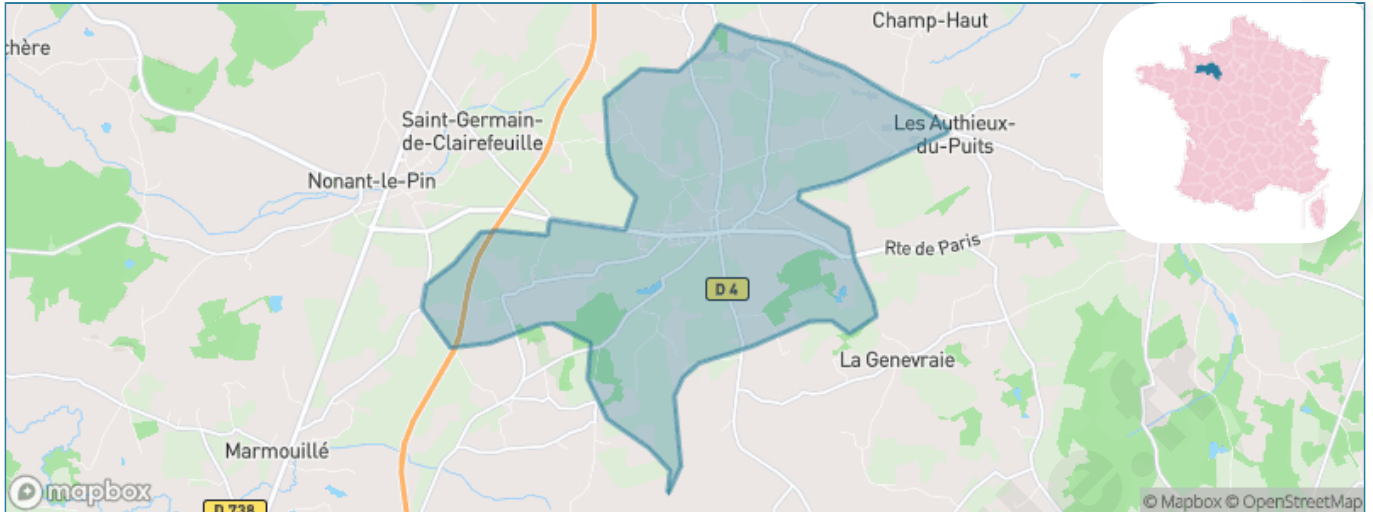 Champ-Haut
chère
Saint-Germain-
de-Clairefeuille
Les Authieux-
du-Puits
Nonant-le-Pin
Rte de Paris
D 4
La Genevraie
Marmouillé
mapbox
D 738
© Mapbox © OpenStreetMap